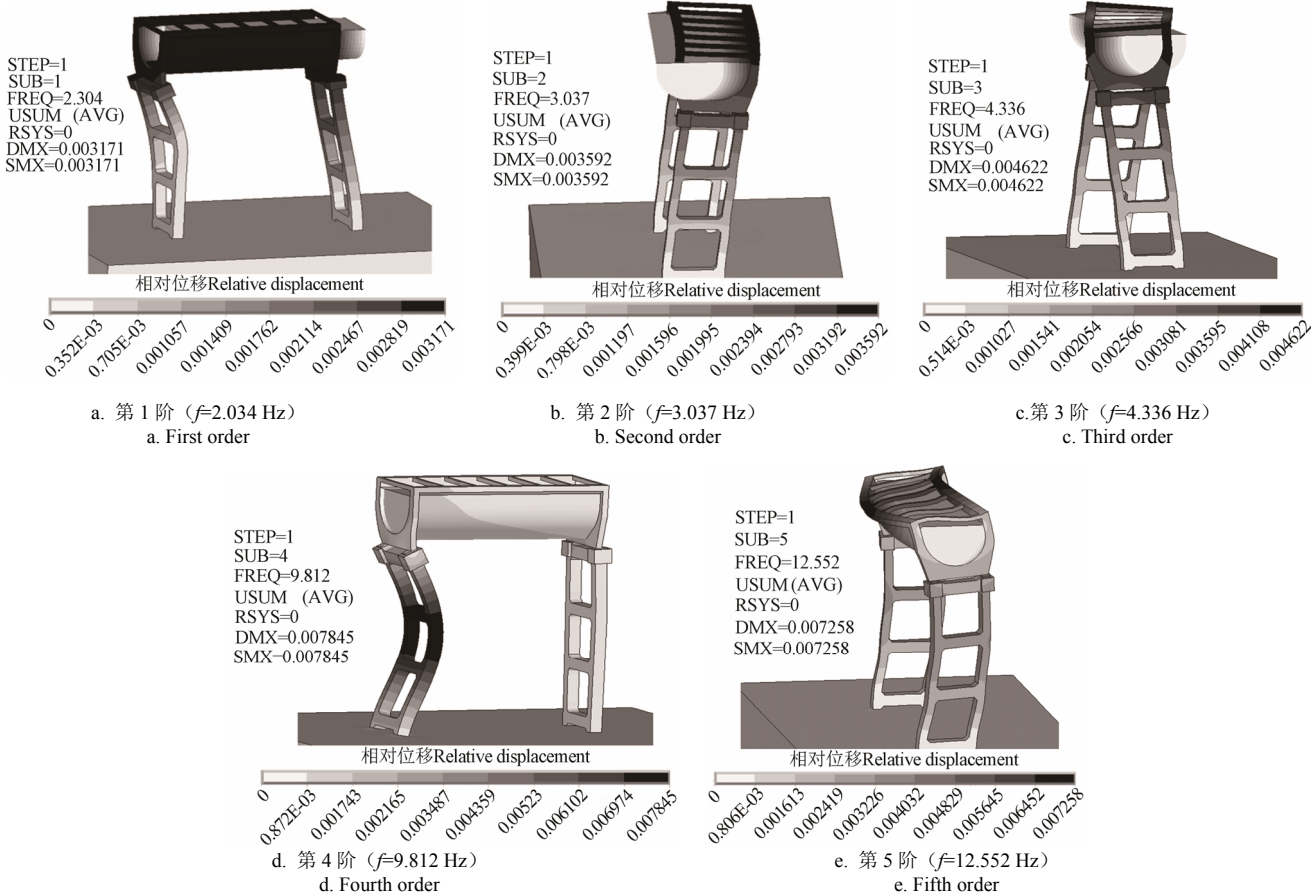 STEP=1
SUB=1
FREQ=2.304
USUM (AVG)
RSYS=0
DMX=0.003171
SMX=0.003171
相对位移Relative displacement
0 0.352E-03 0.705E-03 0.001057 0.001409 0.001762 0.002114 0.002467 0.002819 0.003171
a. 第 1 阶（f=2.034 Hz）
a. First order
STEP=1
SUB=2
FREQ=3.037
USUM (AVG)
RSYS=0
DMX=0.003592
SMX=0.003592
相对位移Relative displacement
0 0.399E-03 0.798E-03 0.001197 0.001596 0.001995 0.002394 0.002793 0.003192 0.003592
b. 第 2 阶（f=3.037 Hz）
b. Second order
STEP=1
SUB=3
FREQ=4.336
USUM (AVG)
RSYS=0
DMX=0.004622
SMX=0.004622
相对位移Relative displacement
0 0.514E-03 0.001027 0.001541 0.002054 0.002566 0.003081 0.003595 0.004108 0.004622
c.第 3 阶（f=4.336 Hz）
c. Third order
STEP=1
SUB=4
FREQ=9.812
USUM (AVG)
RSYS=0
DMX=0.007845
SMX−0.007845
相对位移Relative displacement
0 0.872E-03 0.001743 0.002165 0.003487 0.004359 0.00523 0.006102 0.006974 0.007845
d. 第 4 阶（f=9.812 Hz）
d. Fourth order
STEP=1
SUB=5
FREQ=12.552
USUM (AVG)
RSYS=0
DMX=0.007258
SMX=0.007258
相对位移Relative displacement
0 0.806E-03 0.001613 0.002419 0.003226 0.004032 0.004829 0.005645 0.006452 0.007258
e. 第 5 阶（f=12.552 Hz）
e. Fifth order